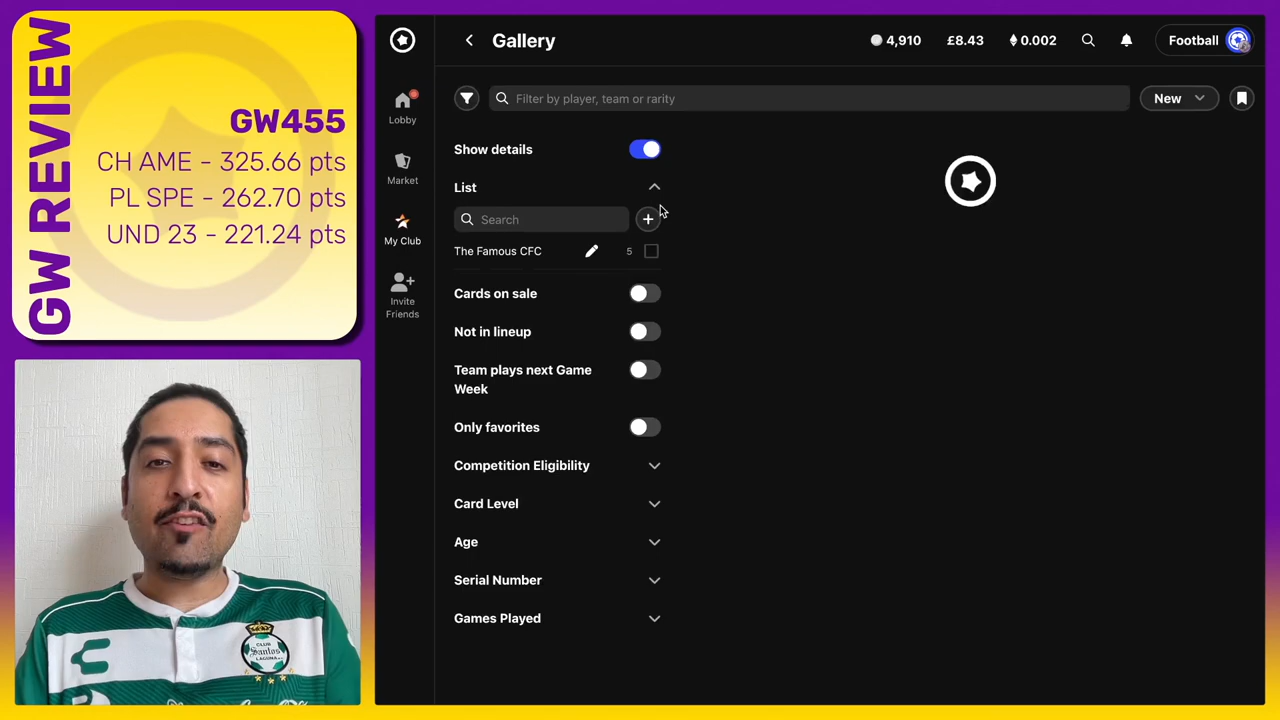 GW REVIEW
GW455
CH AME - 325.66 pts
PL SPE - 262.70 pts
UND 23 - 221.24 pts
Gallery
4,910
£8.43
0.002
Football
Lobby
Market
My Club
Invite
Friends
Filter by player, team or rarity
New
Show details
List
Search
The Famous CFC
5
Cards on sale
Not in lineup
Team plays next Game
Week
Only favorites
Competition Eligibility
Card Level
Age
Serial Number
Games Played
Club
Santos
Laguna